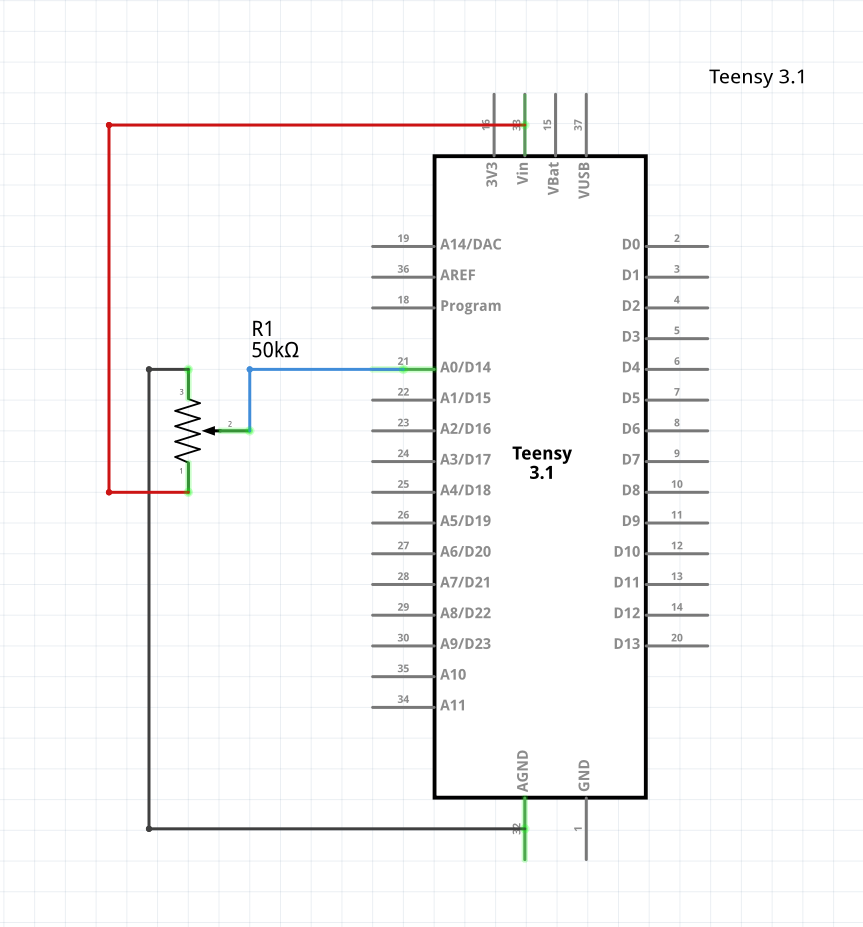 Teensy 3.1
16
33
15
37
3V3
Vin
VBat
VUSB
19 A14/DAC
D0 2
36 AREF
D1 3
18 Program
D2 4
R1
50kΩ
D3 5
21 A0/D14
D4 6
3
22 A1/D15
D5 7
2
23 A2/D16
D6 8
Teensy
3.1
24 A3/D17
D7 9
1
25 A4/D18
D8 10
26 A5/D19
D9 11
27 A6/D20
D10 12
28 A7/D21
D11 13
29 A8/D22
D12 14
30 A9/D23
D13 20
35 A10
34 A11
AGND
GND
32
1